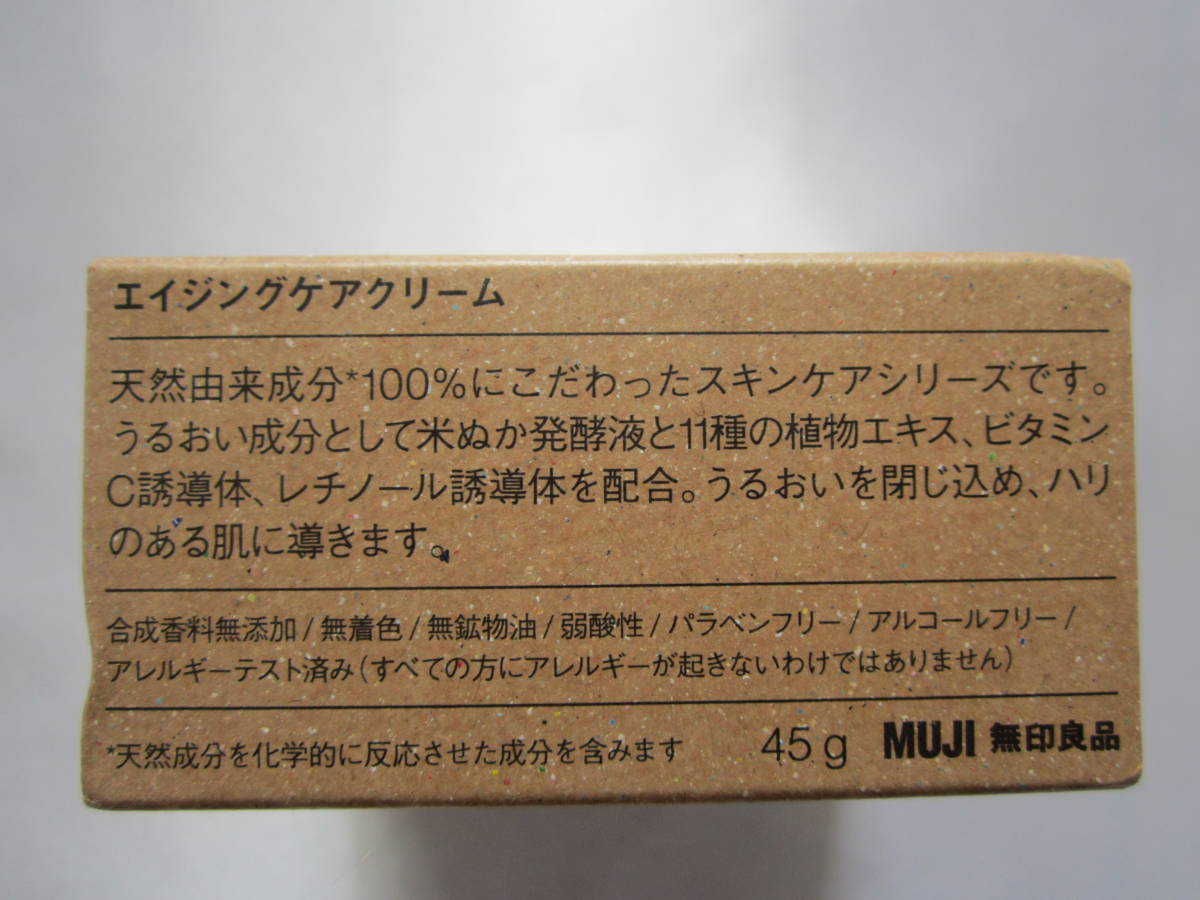 エイジングケアクリーム
天然由来成分*100%にこだわったスキンケアシリーズです。
うるおい成分として米ぬか発酵液と11種の植物エキス、ビタミン
C誘導体、レチノール誘導体を配合。うるおいを閉じ込め、ハリ
のある肌に導きます。
合成香料無添加/無着色/無鉱物油/弱酸性/パラベンフリー/アルコールフリー/
アレルギーテスト済み(すべての方にアレルギーが起きないわけではありません)
*天然成分を化学的に反応させた成分を含みます 45g MUJI 無印良品